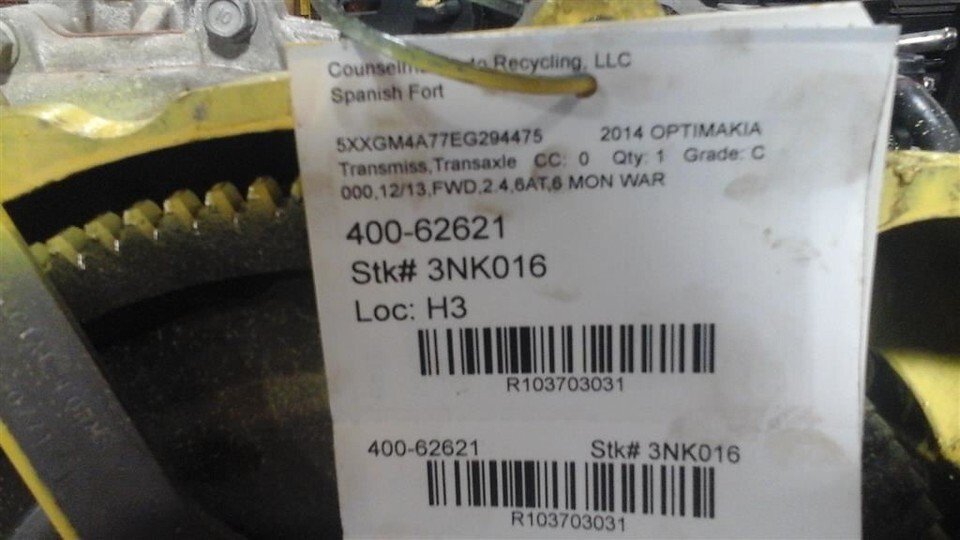 Counselma Recycling, LLC
Spanish Fort
5XXGM4A77EG294475 2014 OPTIMAKIA
Transmiss,Transaxle CC: 0 Qty: 1 Grade: C
000,12/13,FWD,2.4,6AT,6 MON WAR
400-62621
Stk# 3NK016
Loc: H3
R103703031
400-62621 Stk# 3NK016
R103703031